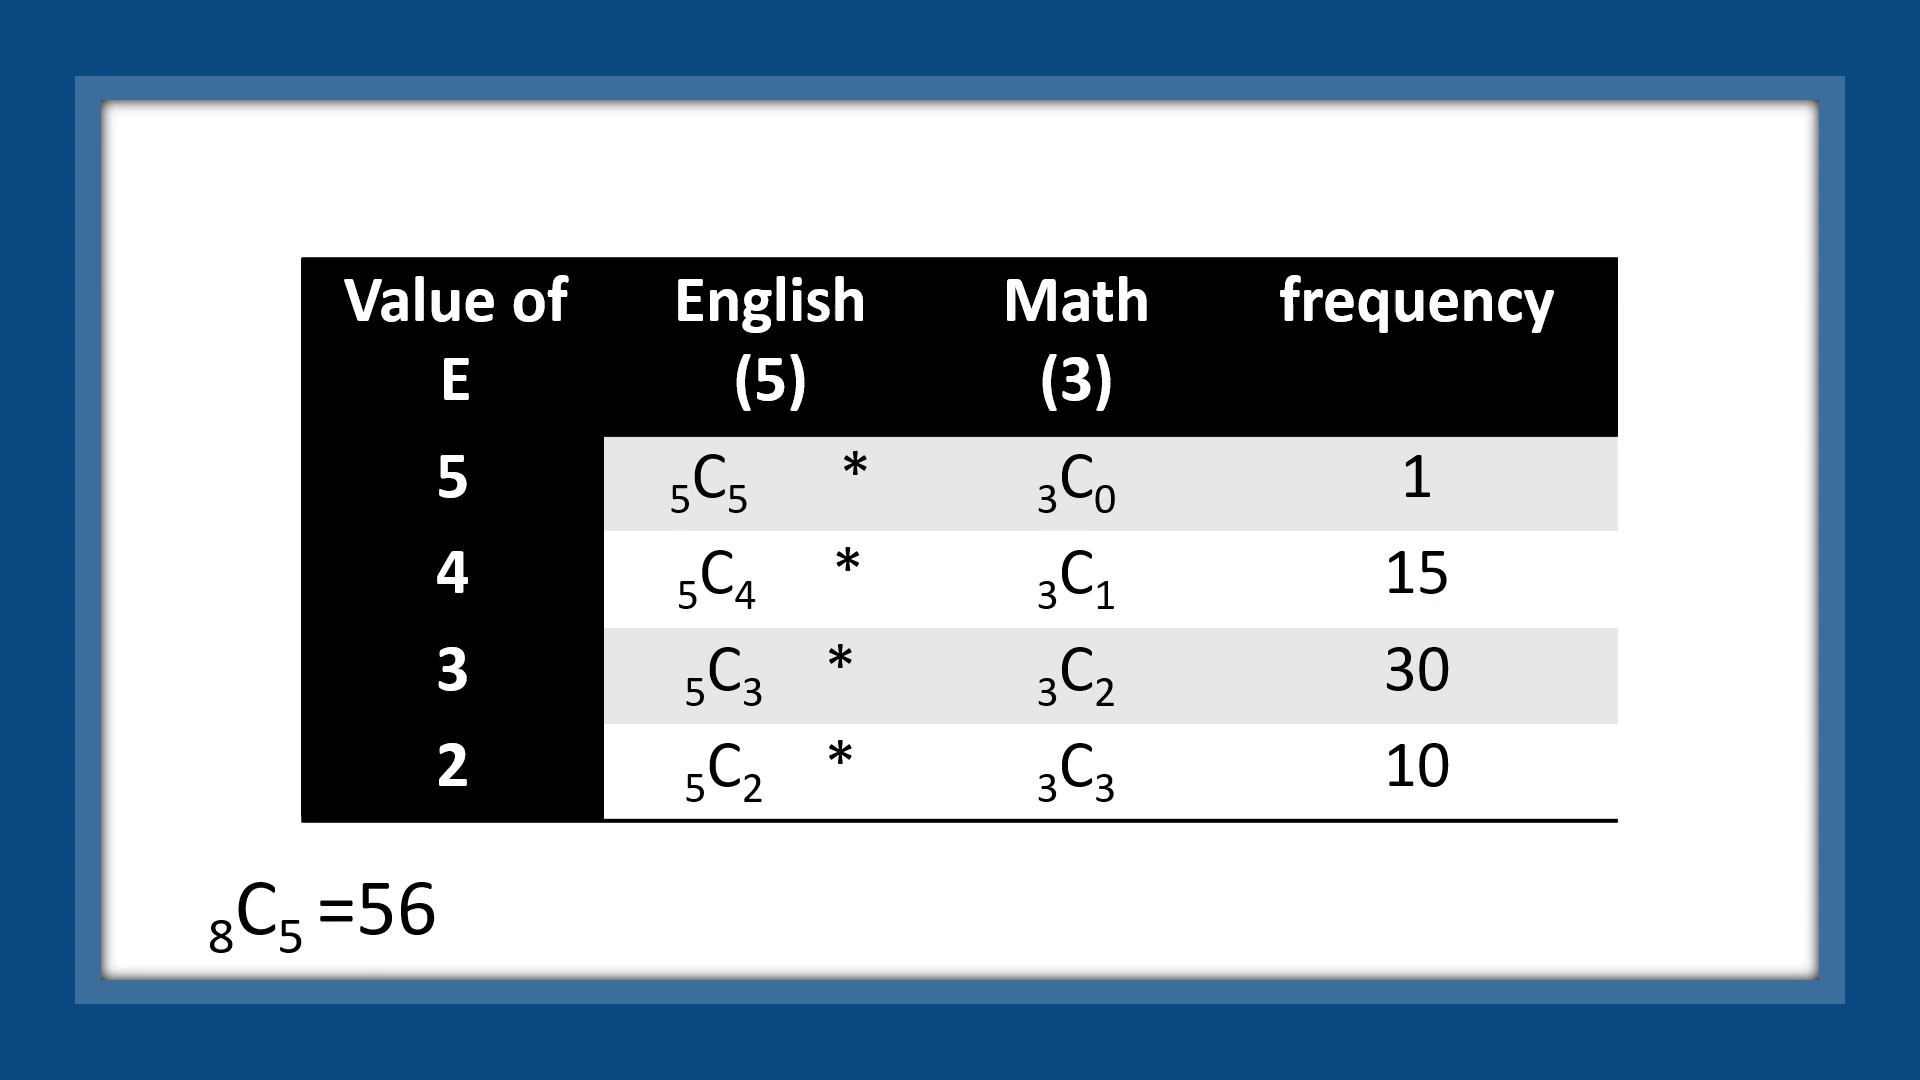 Value of E English (5) Math (3) frequency
5 ₅C₅ * ₃C₀ 1
4 ₅C₄ * ₃C₁ 15
3 ₅C₃ * ₃C₂ 30
2 ₅C₂ * ₃C₃ 10
₈C₅ =56